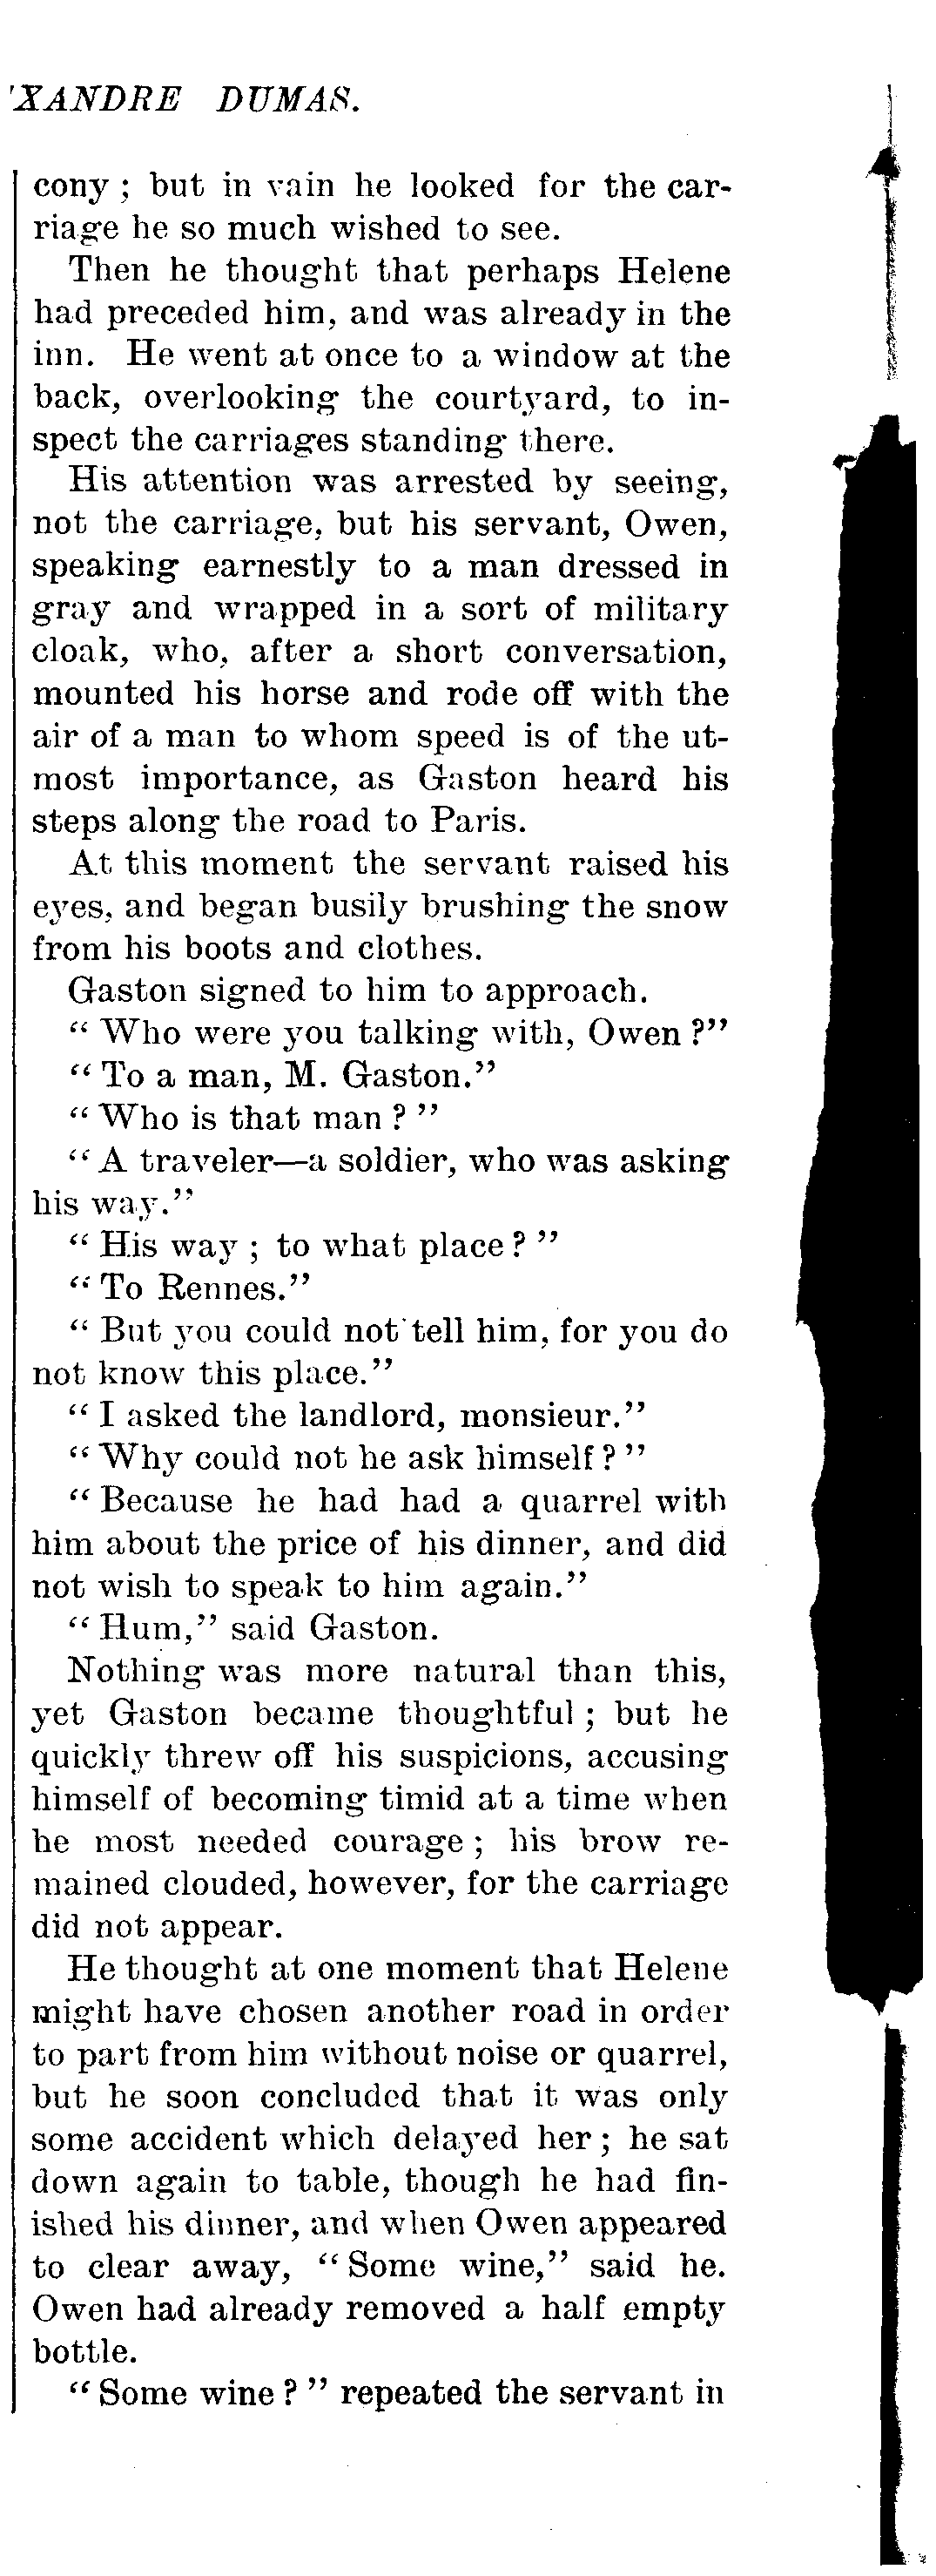 'XANDRE DUMAS.
cony ; but in vain he looked for the car-
riage he so much wished to see.
Then he thought that perhaps Helene
had preceded him, and was already in the
inn. He went at once to a window at the
back, overlooking the courtyard, to in-
spect the carriages standing there.
His attention was arrested by seeing,
not the carriage, but his servant, Owen,
speaking earnestly to a man dressed in
gray and wrapped in a sort of military
cloak, who, after a short conversation,
mounted his horse and rode off with the
air of a man to whom speed is of the ut-
most importance, as Gaston heard his
steps along the road to Paris.
At this moment the servant raised his
eyes, and began busily brushing the snow
from his boots and clothes.
Gaston signed to him to approach.
" Who were you talking with, Owen ?"
" To a man, M. Gaston."
" Who is that man ? "
" A traveler—a soldier, who was asking
his way."
" His way ; to what place ? "
" To Rennes."
" But you could not tell him, for you do
not know this place."
" I asked the landlord, monsieur."
" Why could not he ask himself ? "
" Because he had had a quarrel with
him about the price of his dinner, and did
not wish to speak to him again."
" Hum," said Gaston.
Nothing was more natural than this,
yet Gaston became thoughtful ; but he
quickly threw off his suspicions, accusing
himself of becoming timid at a time when
he most needed courage ; his brow re-
mained clouded, however, for the carriage
did not appear.
He thought at one moment that Helene
might have chosen another road in order
to part from him without noise or quarrel,
but he soon concluded that it was only
some accident which delayed her ; he sat
down again to table, though he had fin-
ished his dinner, and when Owen appeared
to clear away, " Some wine," said he.
Owen had already removed a half empty
bottle.
" Some wine ? " repeated the servant in